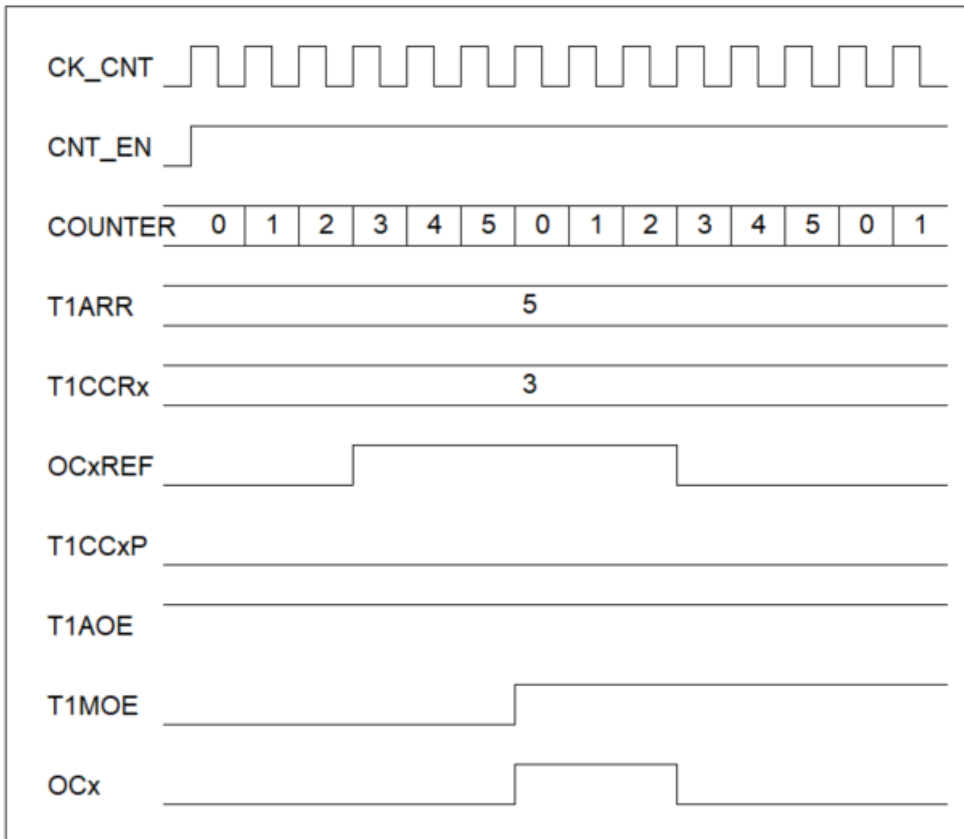 CK_CNT
CNT_EN
COUNTER 0 1 2 3 4 5 0 1 2 3 4 5 0 1
T1ARR 5
T1CCRx 3
OCxREF
T1CCxP
T1AOE
T1MOE
OCx